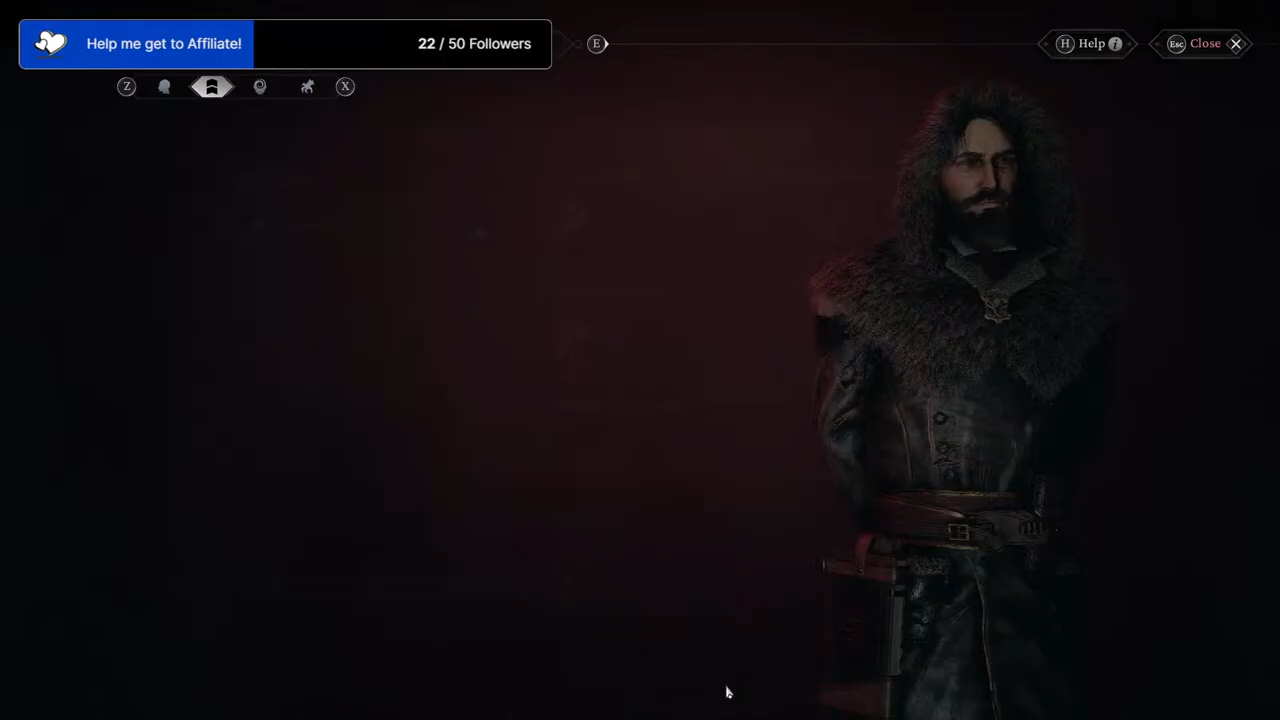 Help me get to Affiliate!
22 / 50 Followers
E
H Help i
Esc Close
Z
X